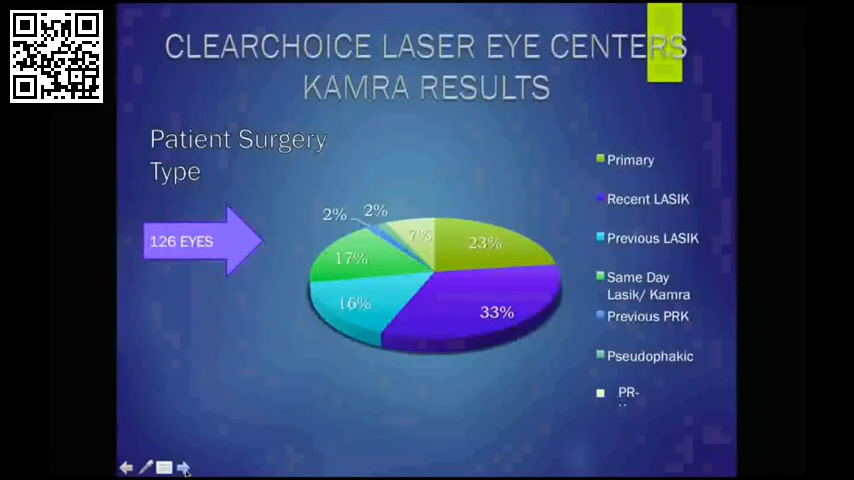 CLEARCHOICE LASER EYE CENTERS
KAMRA RESULTS
Patient Surgery
Type
126 EYES
2%
2%
7%
23%
17%
16%
33%
Primary
Recent LASIK
Previous LASIK
Same Day
Lasik/ Kamra
Previous PRK
Pseudophakic
PR-